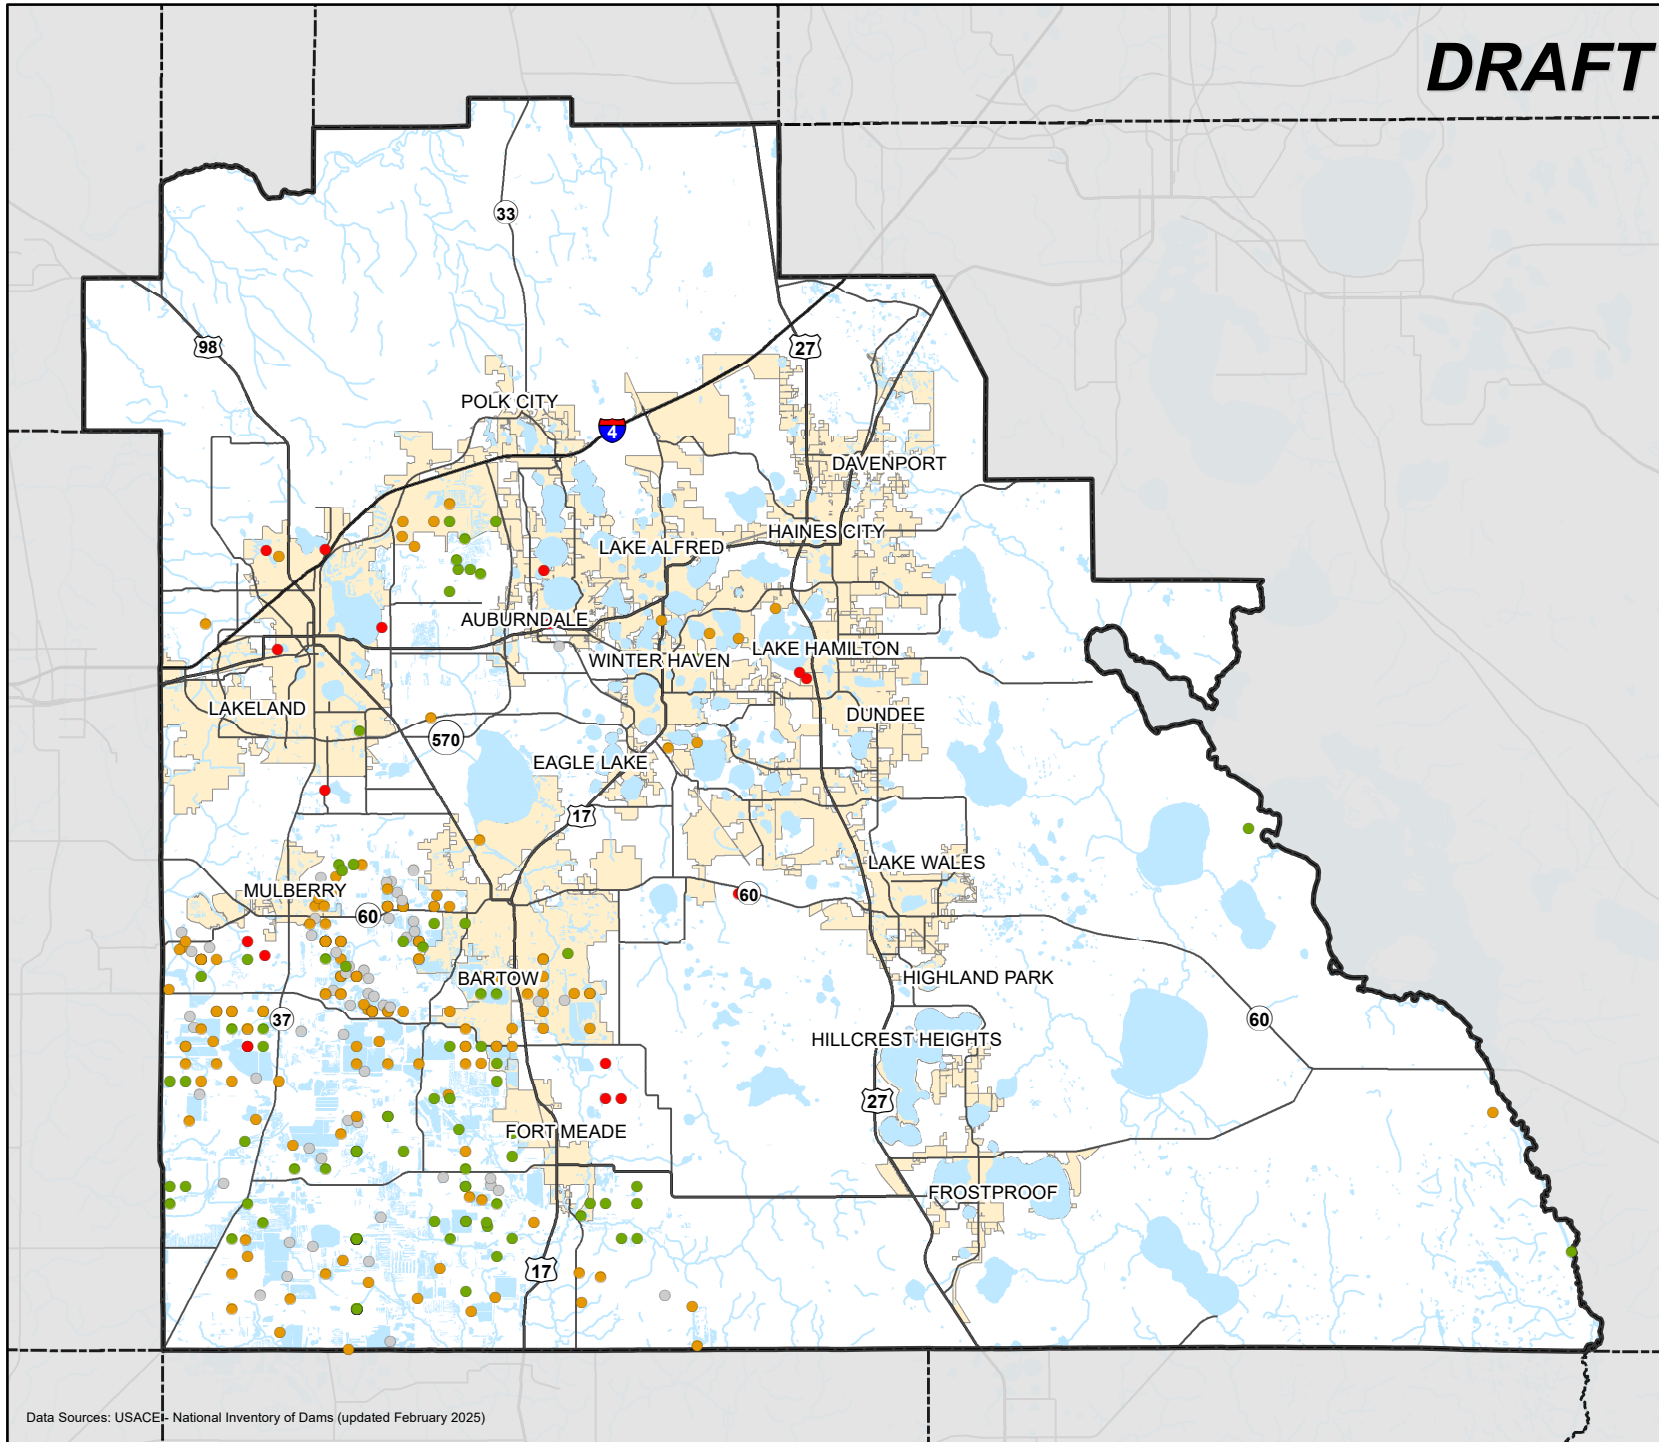 DRAFT
33
98
27
POLK CITY
4
DAVENPORT
HAINES CITY
LAKE ALFRED
AUBURNDALE
LAKE HAMILTON
WINTER HAVEN
LAKELAND
DUNDEE
570
EAGLE LAKE
17
LAKE WALES
MULBERRY
60
60
BARTOW
HIGHLAND PARK
37
60
HILLCREST HEIGHTS
27
FORT MEADE
FROSTPROOF
17
Data Sources: USACE - National Inventory of Dams (updated February 2025)